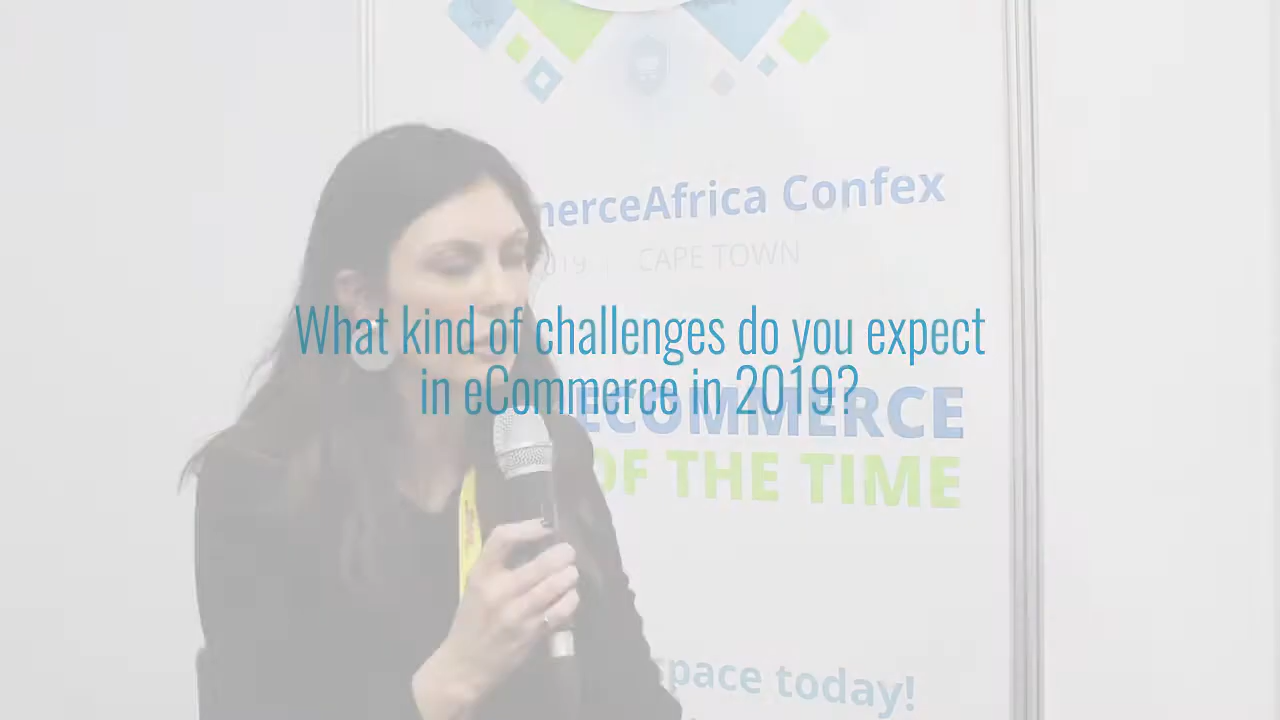 merceAfrica Confex
2019 | CAPE TOWN
What kind of challenges do you expect
in eCommerce in 2019?
ECOMMERCE
OF THE TIME
space today!